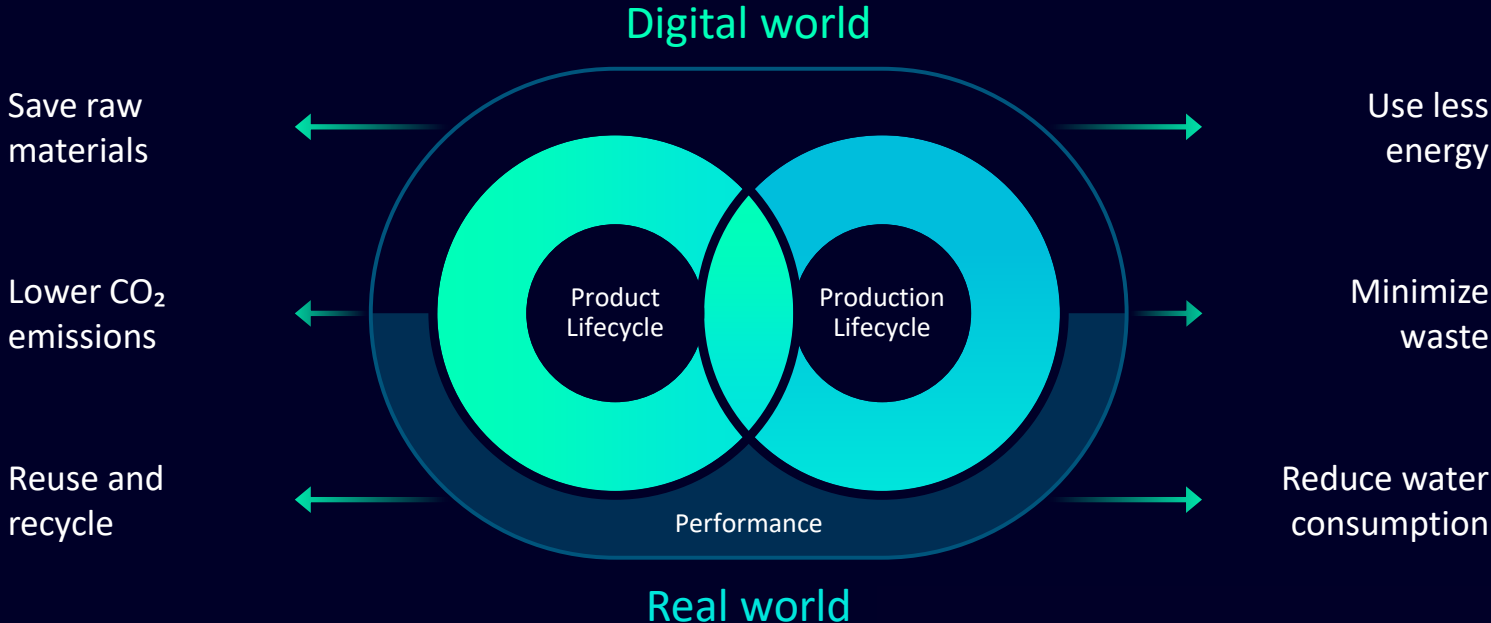 Digital world
Save raw
materials
Use less
energy
Lower CO₂
emissions
Product
Lifecycle
Production
Lifecycle
Minimize
waste
Reuse and
recycle
Performance
Reduce water
consumption
Real world